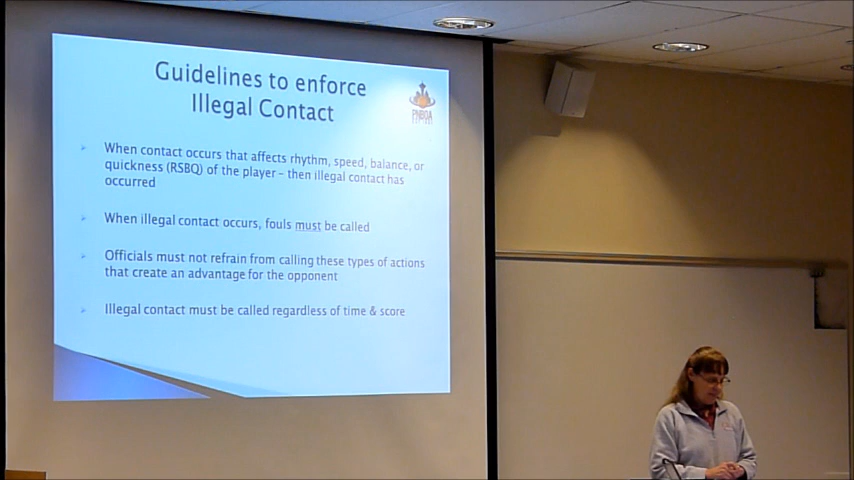 Guidelines to enforce
Illegal Contact
PNBOA
When contact occurs that affects rhythm, speed, balance, or
quickness (RSBQ) of the player – then illegal contact has
occurred
When illegal contact occurs, fouls must be called
Officials must not refrain from calling these types of actions
that create an advantage for the opponent
Illegal contact must be called regardless of time & score